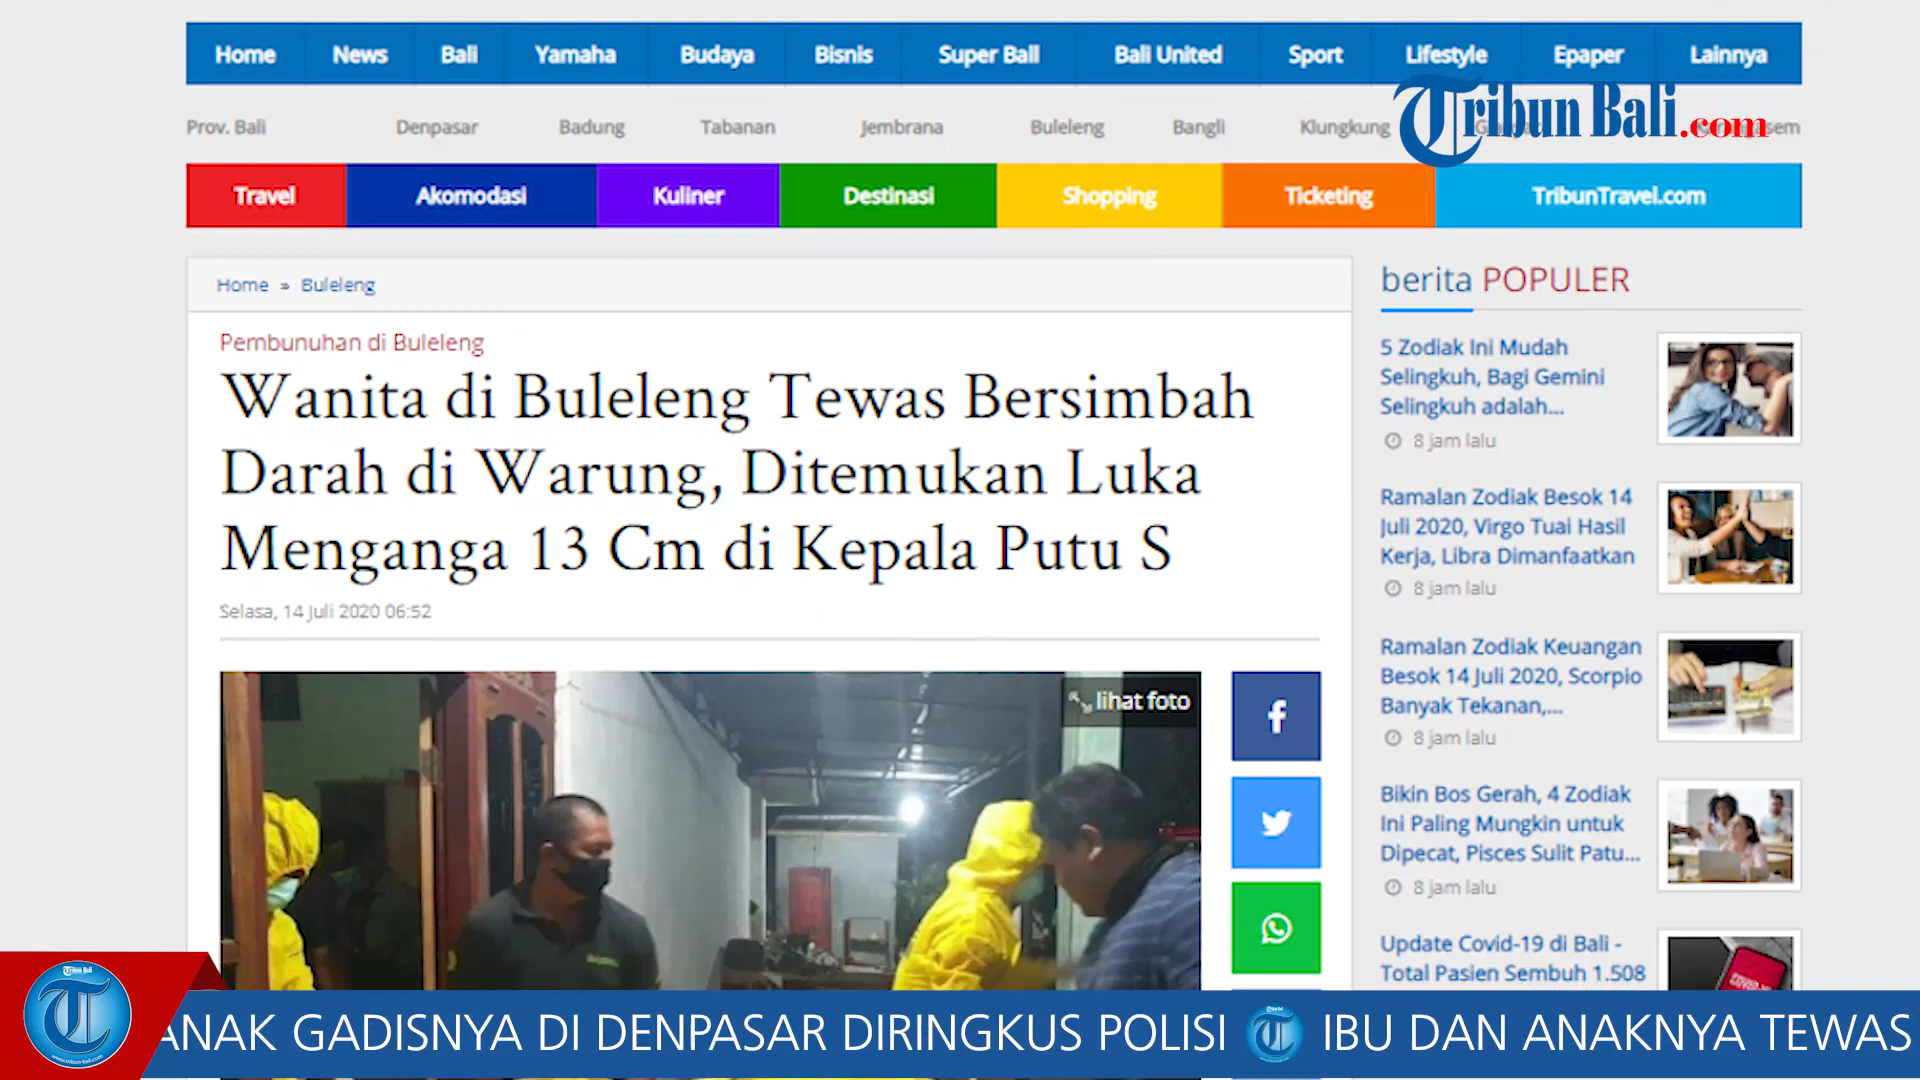 Home News Bali Yamaha Budaya Bisnis Super Ball Bali United Sport Lifestyle Epaper Lainnya
Tribun Bali.com
Prov. Bali Denpasar Badung Tabanan Jembrana Buleleng Bangli Klungkung
Travel Akomodasi Kuliner Destinasi Shopping Ticketing TribunTravel.com
Home » Buleleng
Pembunuhan di Buleleng
Wanita di Buleleng Tewas Bersimbah
Darah di Warung, Ditemukan Luka
Menganga 13 Cm di Kepala Putu S
Selasa, 14 Juli 2020 06:52
lihat foto
berita POPULER
5 Zodiak Ini Mudah
Selingkuh, Bagi Gemini
Selingkuh adalah...
8 jam lalu
Ramalan Zodiak Besok 14
Juli 2020, Virgo Tuai Hasil
Kerja, Libra Dimanfaatkan
8 jam lalu
Ramalan Zodiak Keuangan
Besok 14 Juli 2020, Scorpio
Banyak Tekanan,...
8 jam lalu
Bikin Bos Gerah, 4 Zodiak
Ini Paling Mungkin untuk
Dipecat, Pisces Sulit Patu...
8 jam lalu
Update Covid-19 di Bali -
Total Pasien Sembuh 1.508
Tribun Bali
www.tribun-bali.com
ANAK GADISNYA DI DENPASAR DIRINGKUS POLISI IBU DAN ANAKNYA TEWAS